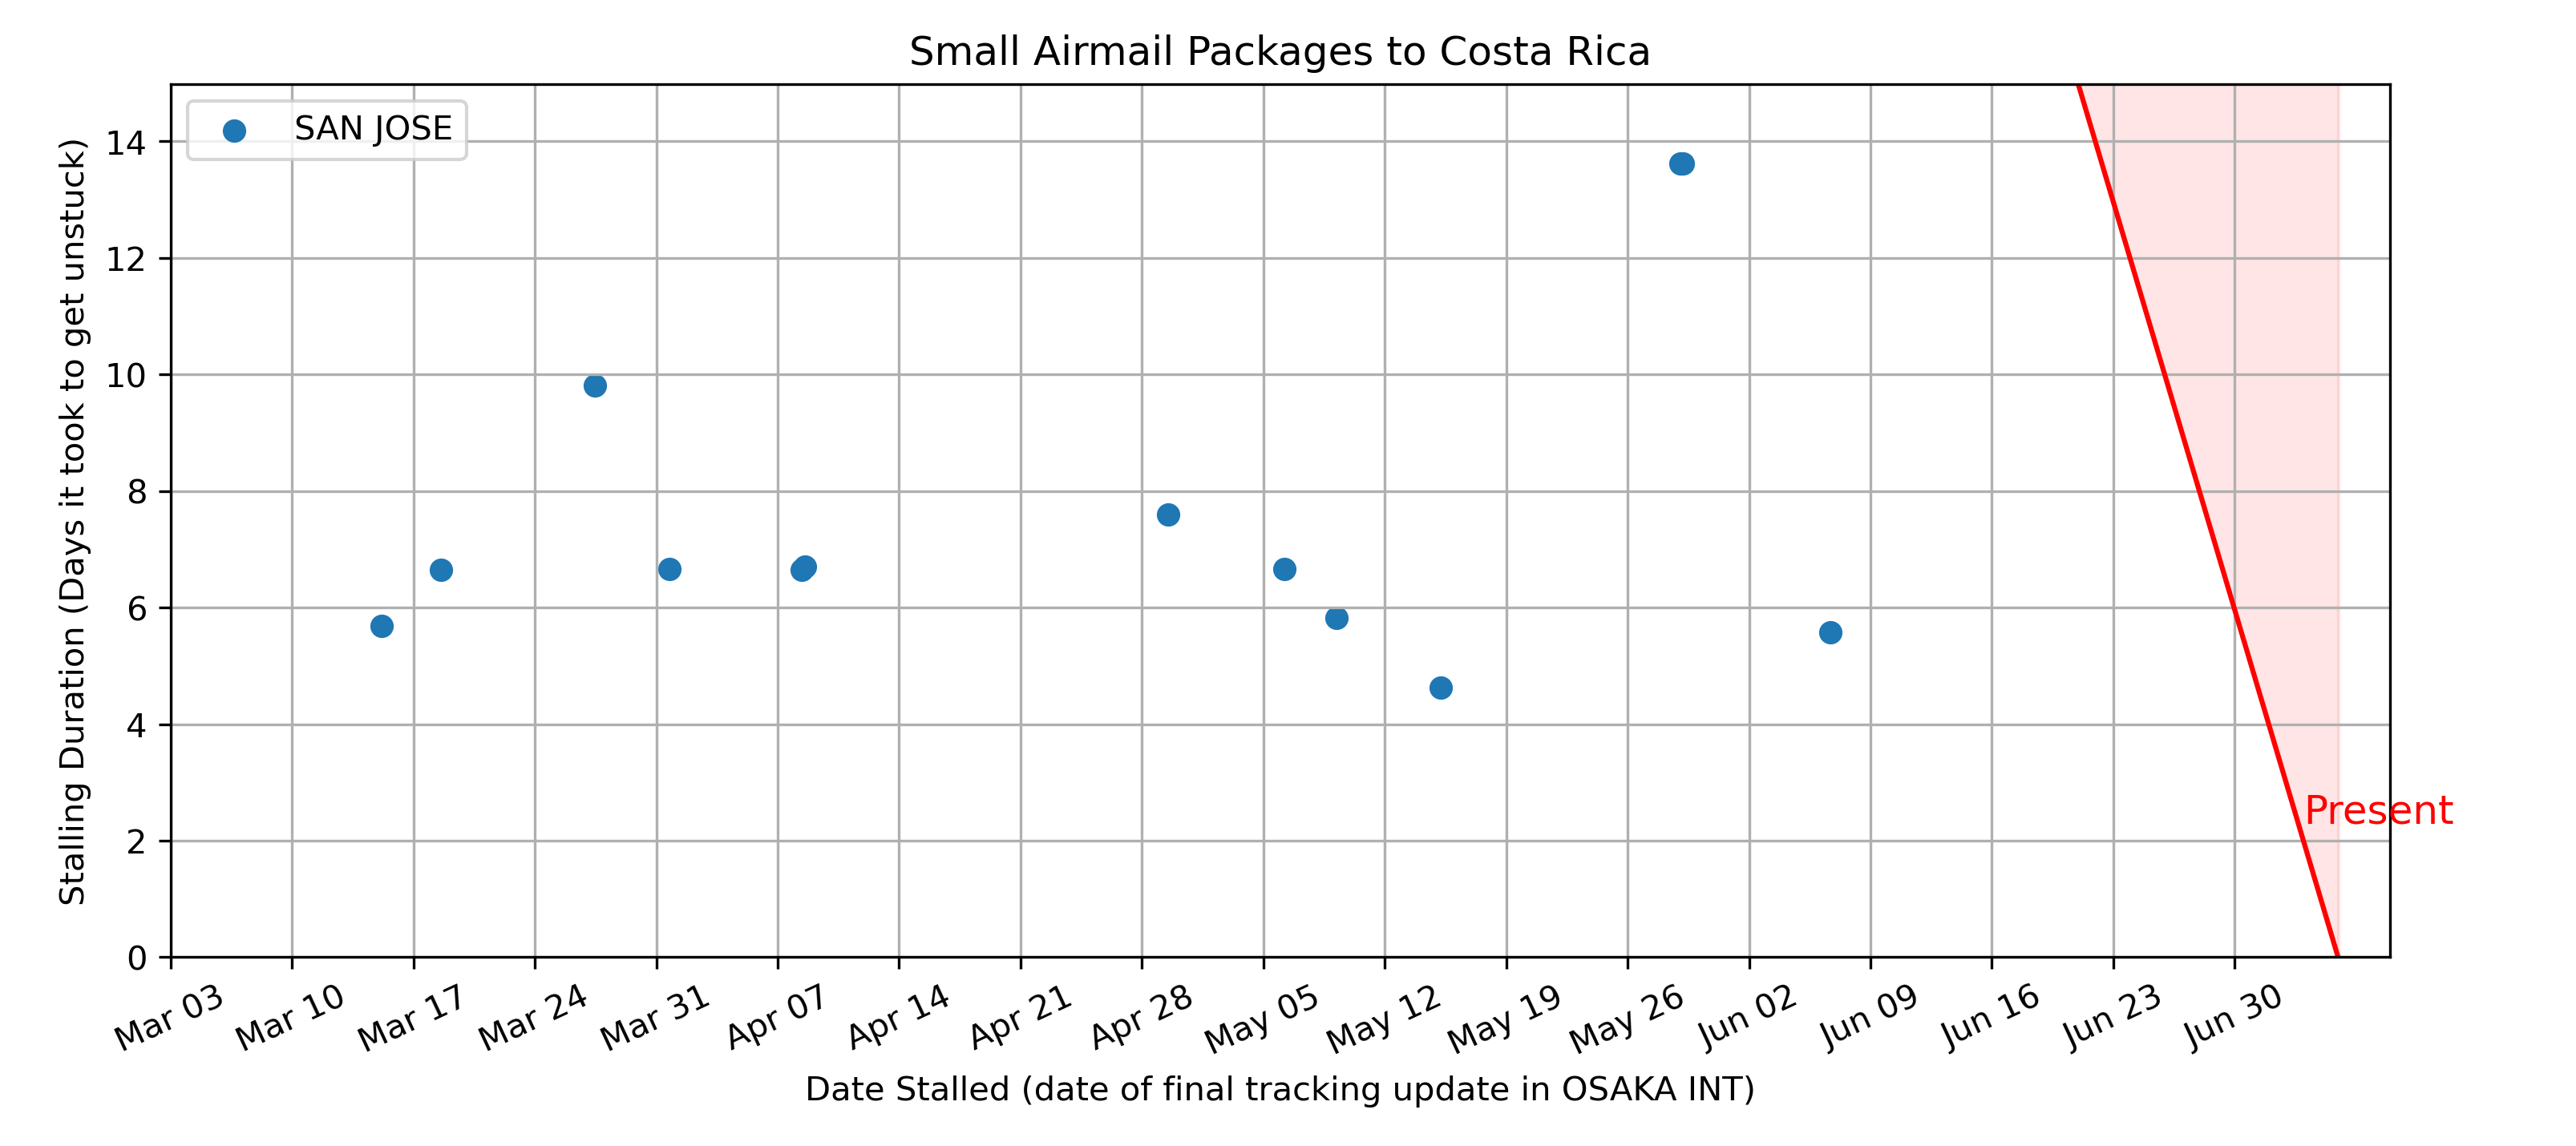 Small Airmail Packages to Costa Rica
SAN JOSE
Stalling Duration (Days it took to get unstuck)
14
12
10
8
6
4
2
0
Present
Mar 03
Mar 10
Mar 17
Mar 24
Mar 31
Apr 07
Apr 14
Apr 21
Apr 28
May 05
May 12
May 19
May 26
Jun 02
Jun 09
Jun 16
Jun 23
Jun 30
Date Stalled (date of final tracking update in OSAKA INT)